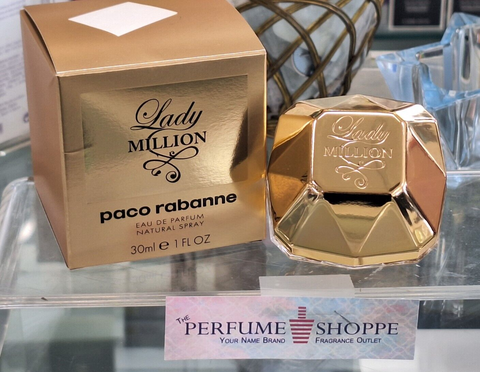 Lady
MILLION
paco rabanne
EAU DE PARFUM
NATURAL SPRAY
30ml e 1 FL OZ
Lady
MILLION
THE PERFUME SHOPPE
YOUR NAME BRAND FRAGRANCE OUTLET